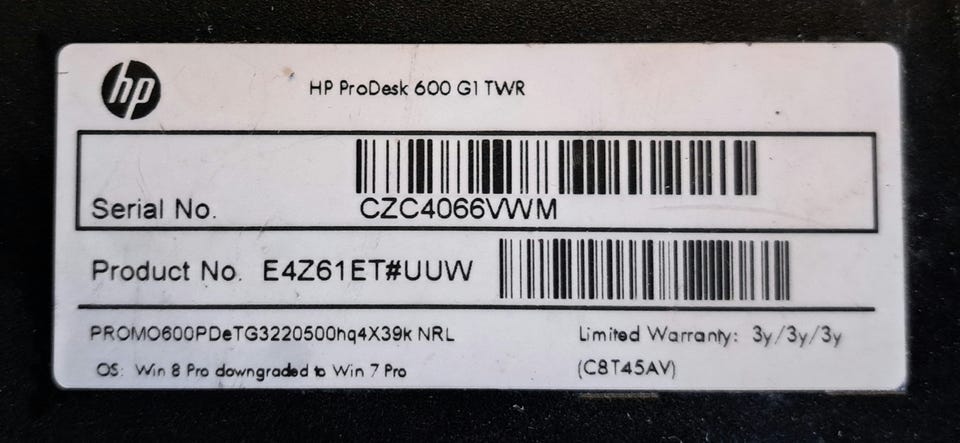 hp
HP ProDesk 600 G1 TWR
Serial No.
CZC4066VWM
Product No. E4Z61ET#UUW
PROMO600PDeTG3220500hq4X39k NRL
Limited Warranty: 3y/3y/3y
OS: Win 8 Pro downgraded to Win 7 Pro
(C8T45AV)